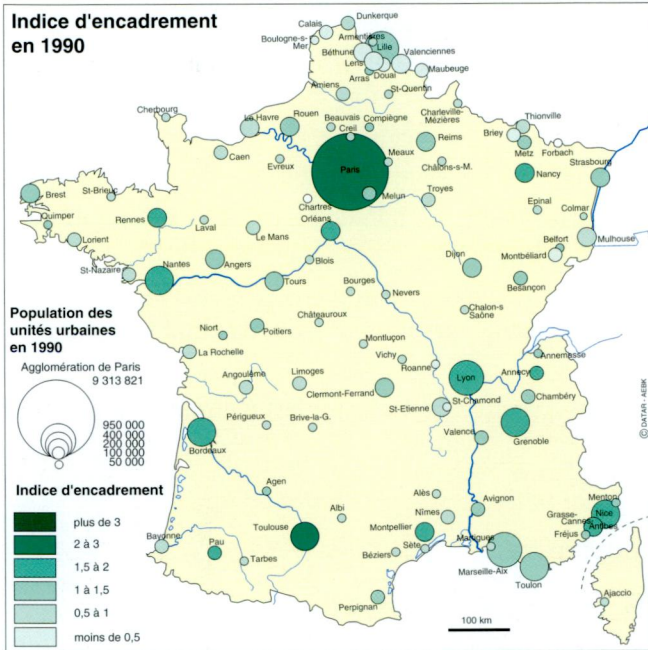 Indice d'encadrement
en 1990
Dunkerque
Calais
Armentières
Boulogne-s-
Mer
Lille
Béthune
Valenciennes
Lens
Douai
Maubeuge
Arras
Amiens
St-Quentin
Cherbourg
Charleville-
Mézières
Le Havre
Rouen
Beauvais
Compiègne
Thionville
Creil
Reims
Briey
Forbach
Caen
Meaux
Metz
Evreux
Châlons-s-M.
Strasbourg
Paris
Nancy
Brest
St-Brieuc
Melun
Troyes
Epinal
Chartres
Colmar
Quimper
Rennes
Orléans
Laval
Lorient
Le Mans
Belfort
Mulhouse
Montbéliard
St-Nazaire
Nantes
Angers
Blois
Dijon
Besançon
Tours
Bourges
Nevers
Chalon-s
Saône
Châteauroux
Niort
Poitiers
Montluçon
La Rochelle
Vichy
Roanne
Annemasse
Annecy
Lyon
Angoulême
Limoges
Clermont-Ferrand
St-Chamond
Chambéry
St-Etienne
Périgueux
Brive-la-G.
Valence
Grenoble
Bordeaux
Agen
Alès
Avignon
Menton
Albi
Nîmes
Grasse-
Cannes-
Nice
Antibes
Toulouse
Montpellier
Fréjus
Martigues
Bayonne
Pau
Tarbes
Béziers
Sète
Marseille-Aix
Toulon
Perpignan
Ajaccio
100 km
Population des
unités urbaines
en 1990
Agglomération de Paris
9 313 821
950 000
400 000
200 000
100 000
50 000
Indice d'encadrement
plus de 3
2 à 3
1,5 à 2
1 à 1,5
0,5 à 1
moins de 0,5
© DATAR - AEBK